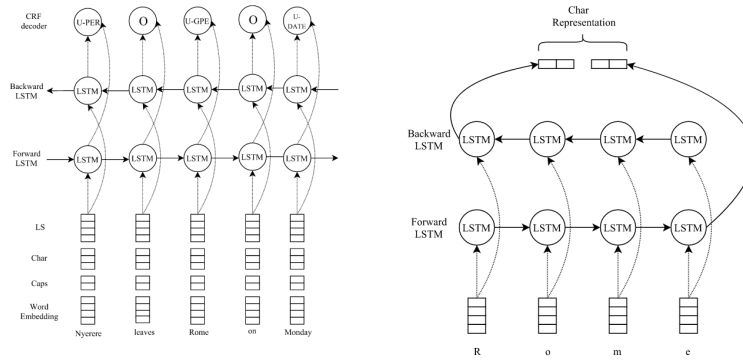 CRF
decoder
U-PER
O
U-GPE
O
U-
DATE
Backward
LSTM
LSTM
LSTM
LSTM
LSTM
LSTM
Forward
LSTM
LSTM
LSTM
LSTM
LSTM
LSTM
LS
Char
Caps
Word
Embedding
Nyerere
leaves
Rome
on
Monday
Char
Representation
Backward
LSTM
LSTM
LSTM
LSTM
LSTM
Forward
LSTM
LSTM
LSTM
LSTM
LSTM
R
o
m
e